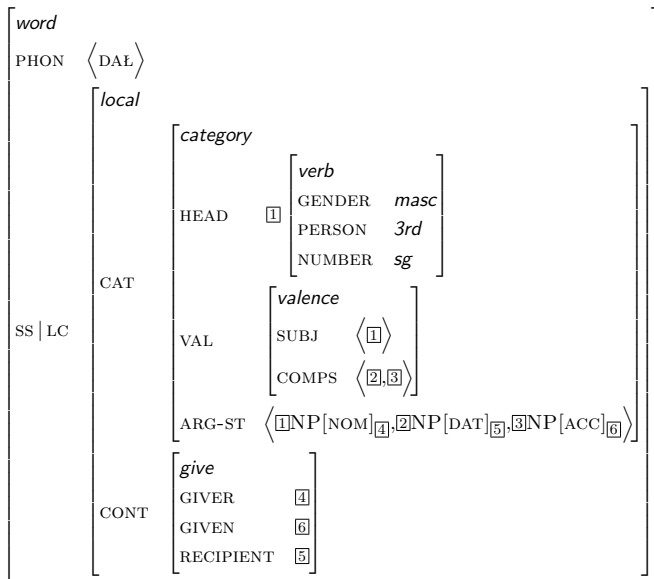 word
PHON ⟨DAŁ⟩
local
category
verb
GENDER masc
HEAD 1
PERSON 3rd
NUMBER sg
CAT
valence
SS | LC
VAL SUBJ ⟨1⟩
COMPS ⟨2,3⟩
ARG-ST ⟨1NP[NOM]4,2NP[DAT]5,3NP[ACC]6⟩
give
GIVER 4
CONT
GIVEN 6
RECIPIENT 5